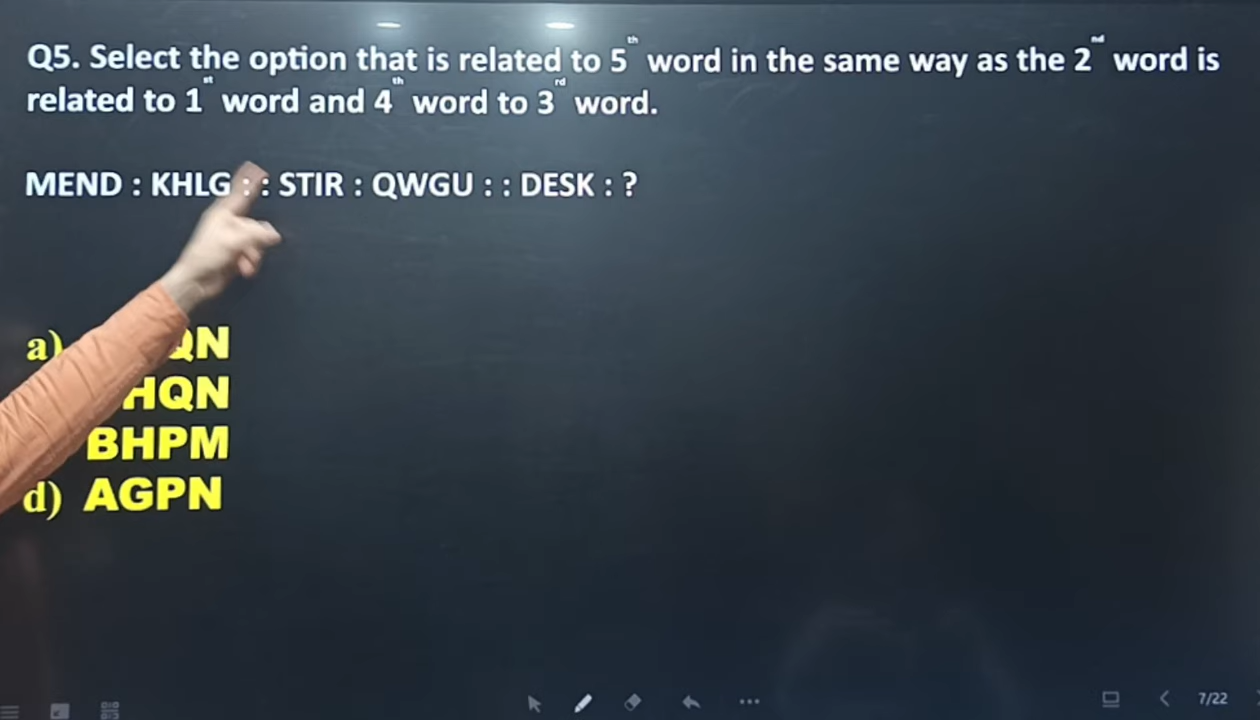 Q5. Select the option that is related to 5th word in the same way as the 2nd word is
related to 1st word and 4th word to 3rd word.
MEND : KHLG : : STIR : QWGU : : DESK : ?
a) QN
HQN
BHPM
d) AGPN
7/22